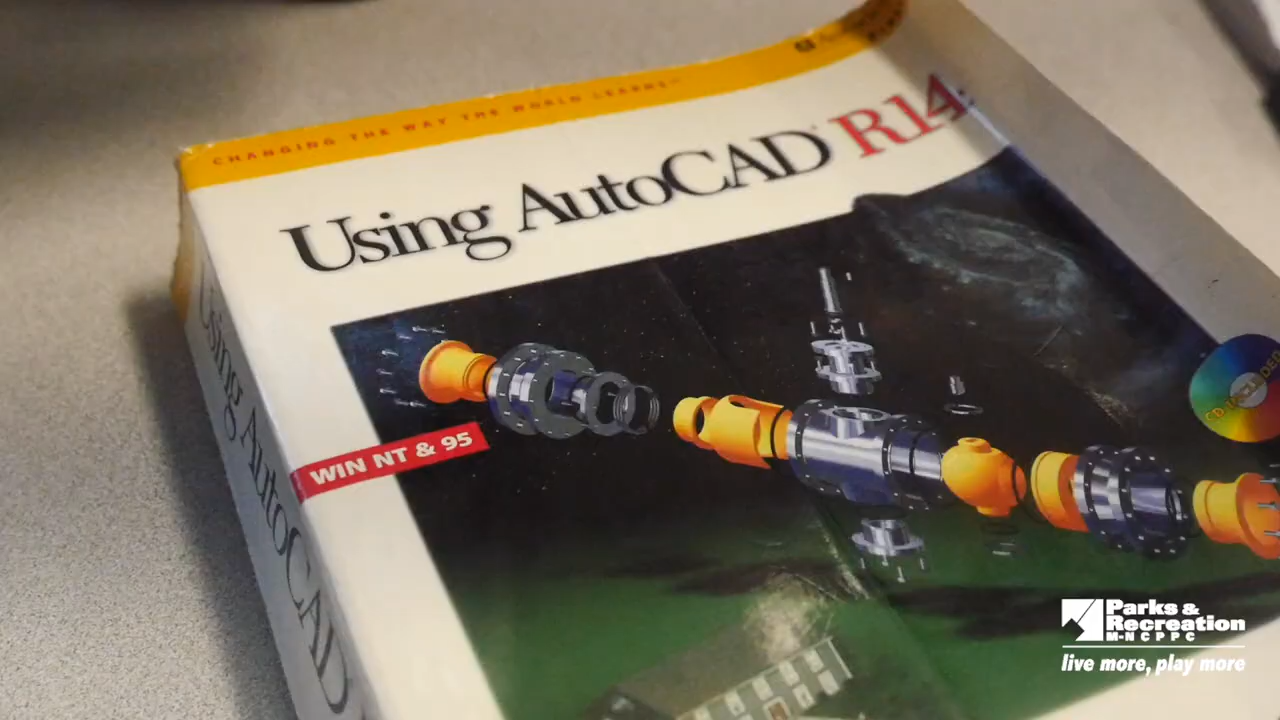 CHANGING THE WAY THE WORLD LEARNS™
Using AutoCAD® R14
WIN NT & 95
Using AutoCAD
Parks &
Recreation
M-NCPPC
live more, play more